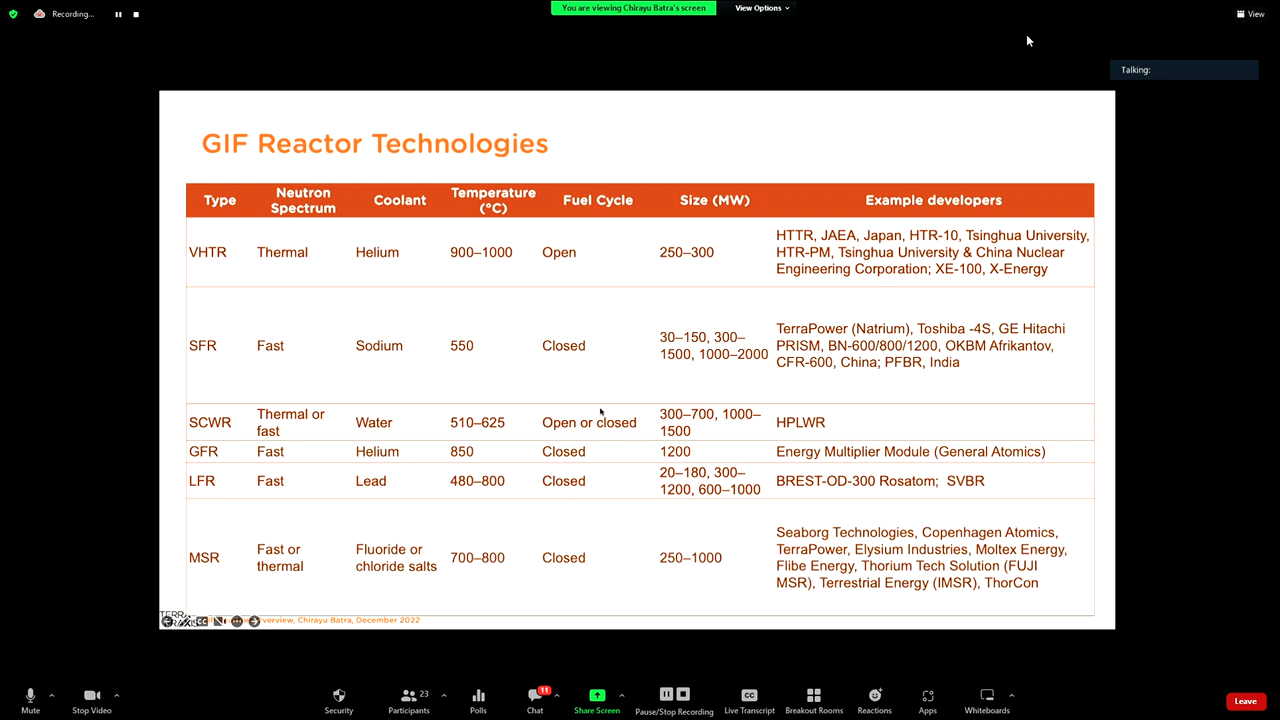 Recording...
You are viewing Chirayu Batra's screen
View Options
View
Talking:
GIF Reactor Technologies
Type
Neutron
Spectrum
Coolant
Temperature
(°C)
Fuel Cycle
Size (MW)
Example developers
VHTR
Thermal
Helium
900–1000
Open
250–300
HTTR, JAEA, Japan, HTR-10, Tsinghua University,
HTR-PM, Tsinghua University & China Nuclear
Engineering Corporation; XE-100, X-Energy
SFR
Fast
Sodium
550
Closed
30–150, 300–
1500, 1000–2000
TerraPower (Natrium), Toshiba -4S, GE Hitachi
PRISM, BN-600/800/1200, OKBM Afrikantov,
CFR-600, China; PFBR, India
SCWR
Thermal or
fast
Water
510–625
Open or closed
300–700, 1000–
1500
HPLWR
GFR
Fast
Helium
850
Closed
1200
Energy Multiplier Module (General Atomics)
LFR
Fast
Lead
480–800
Closed
20–180, 300–
1200, 600–1000
BREST-OD-300 Rosatom; SVBR
MSR
Fast or
thermal
Fluoride or
chloride salts
700–800
Closed
250–1000
Seaborg Technologies, Copenhagen Atomics,
TerraPower, Elysium Industries, Moltex Energy,
Flibe Energy, Thorium Tech Solution (FUJI
MSR), Terrestrial Energy (IMSR), ThorCon
Chirayu Batra, December 2022
Mute
Stop Video
Security
23
Participants
Polls
11
Chat
Share Screen
Pause/Stop Recording
CC
Live Transcript
Breakout Rooms
Reactions
Apps
Whiteboards
Leave